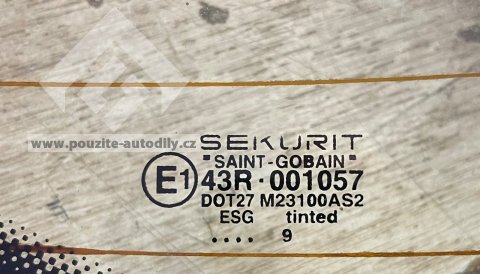 SEKURIT
www.pouzite-autodily.cz
"SAINT-GOBAIN"
E1
43R·001057
DOT27 M23100AS2
ESG tinted
.... 9